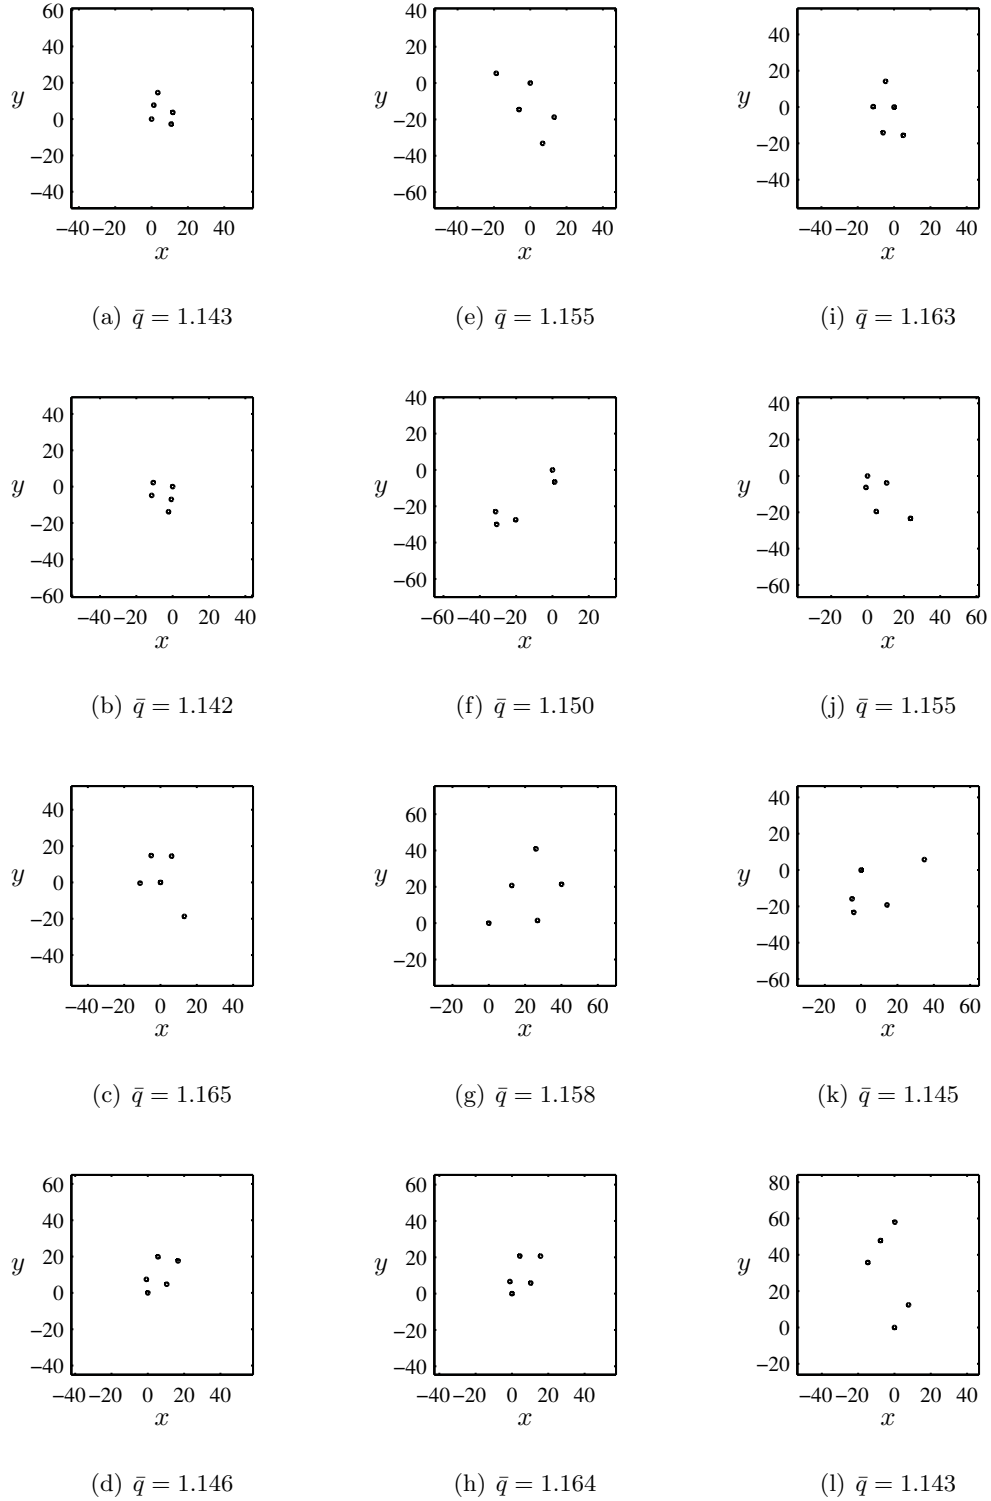 60
40
20
y
0
−20
−40
−40−20 0 20 40
x
(a) q̄ = 1.143
40
20
0
y
−20
−40
−60
−40 −20 0 20 40
x
(e) q̄ = 1.155
40
20
y
0
−20
−40
−40 −20 0 20 40
x
(i) q̄ = 1.163
40
20
y
0
−20
−40
−60
−40−20 0 20 40
x
(b) q̄ = 1.142
40
20
0
y
−20
−40
−60
−60−40−20 0 20
x
(f) q̄ = 1.150
40
20
0
y
−20
−40
−60
−20 0 20 40 60
x
(j) q̄ = 1.155
40
20
y
0
−20
−40
−40 −20 0 20 40
x
(c) q̄ = 1.165
60
40
y
20
0
−20
−20 0 20 40 60
x
(g) q̄ = 1.158
40
20
0
y
−20
−40
−60
−20 0 20 40 60
x
(k) q̄ = 1.145
60
40
20
y
0
−20
−40
−40−20 0 20 40
x
(d) q̄ = 1.146
60
40
20
y
0
−20
−40
−40−20 0 20 40
x
(h) q̄ = 1.164
80
60
40
y
20
0
−20
−40−20 0 20 40
x
(l) q̄ = 1.143